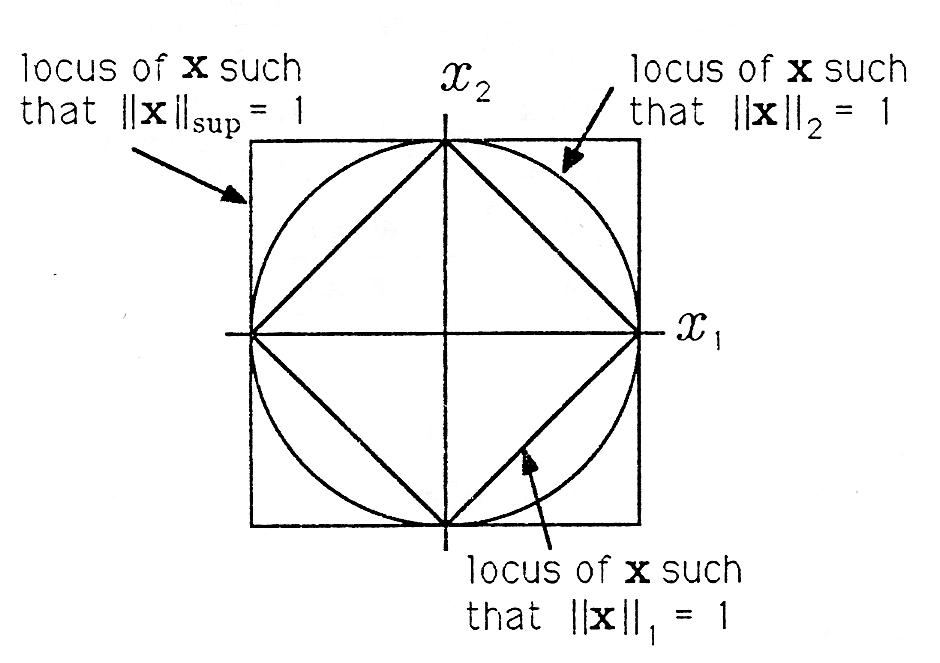 locus of x such
that ||x||sup = 1
x2
locus of x such
that ||x||2 = 1
x1
locus of x such
that ||x||1 = 1